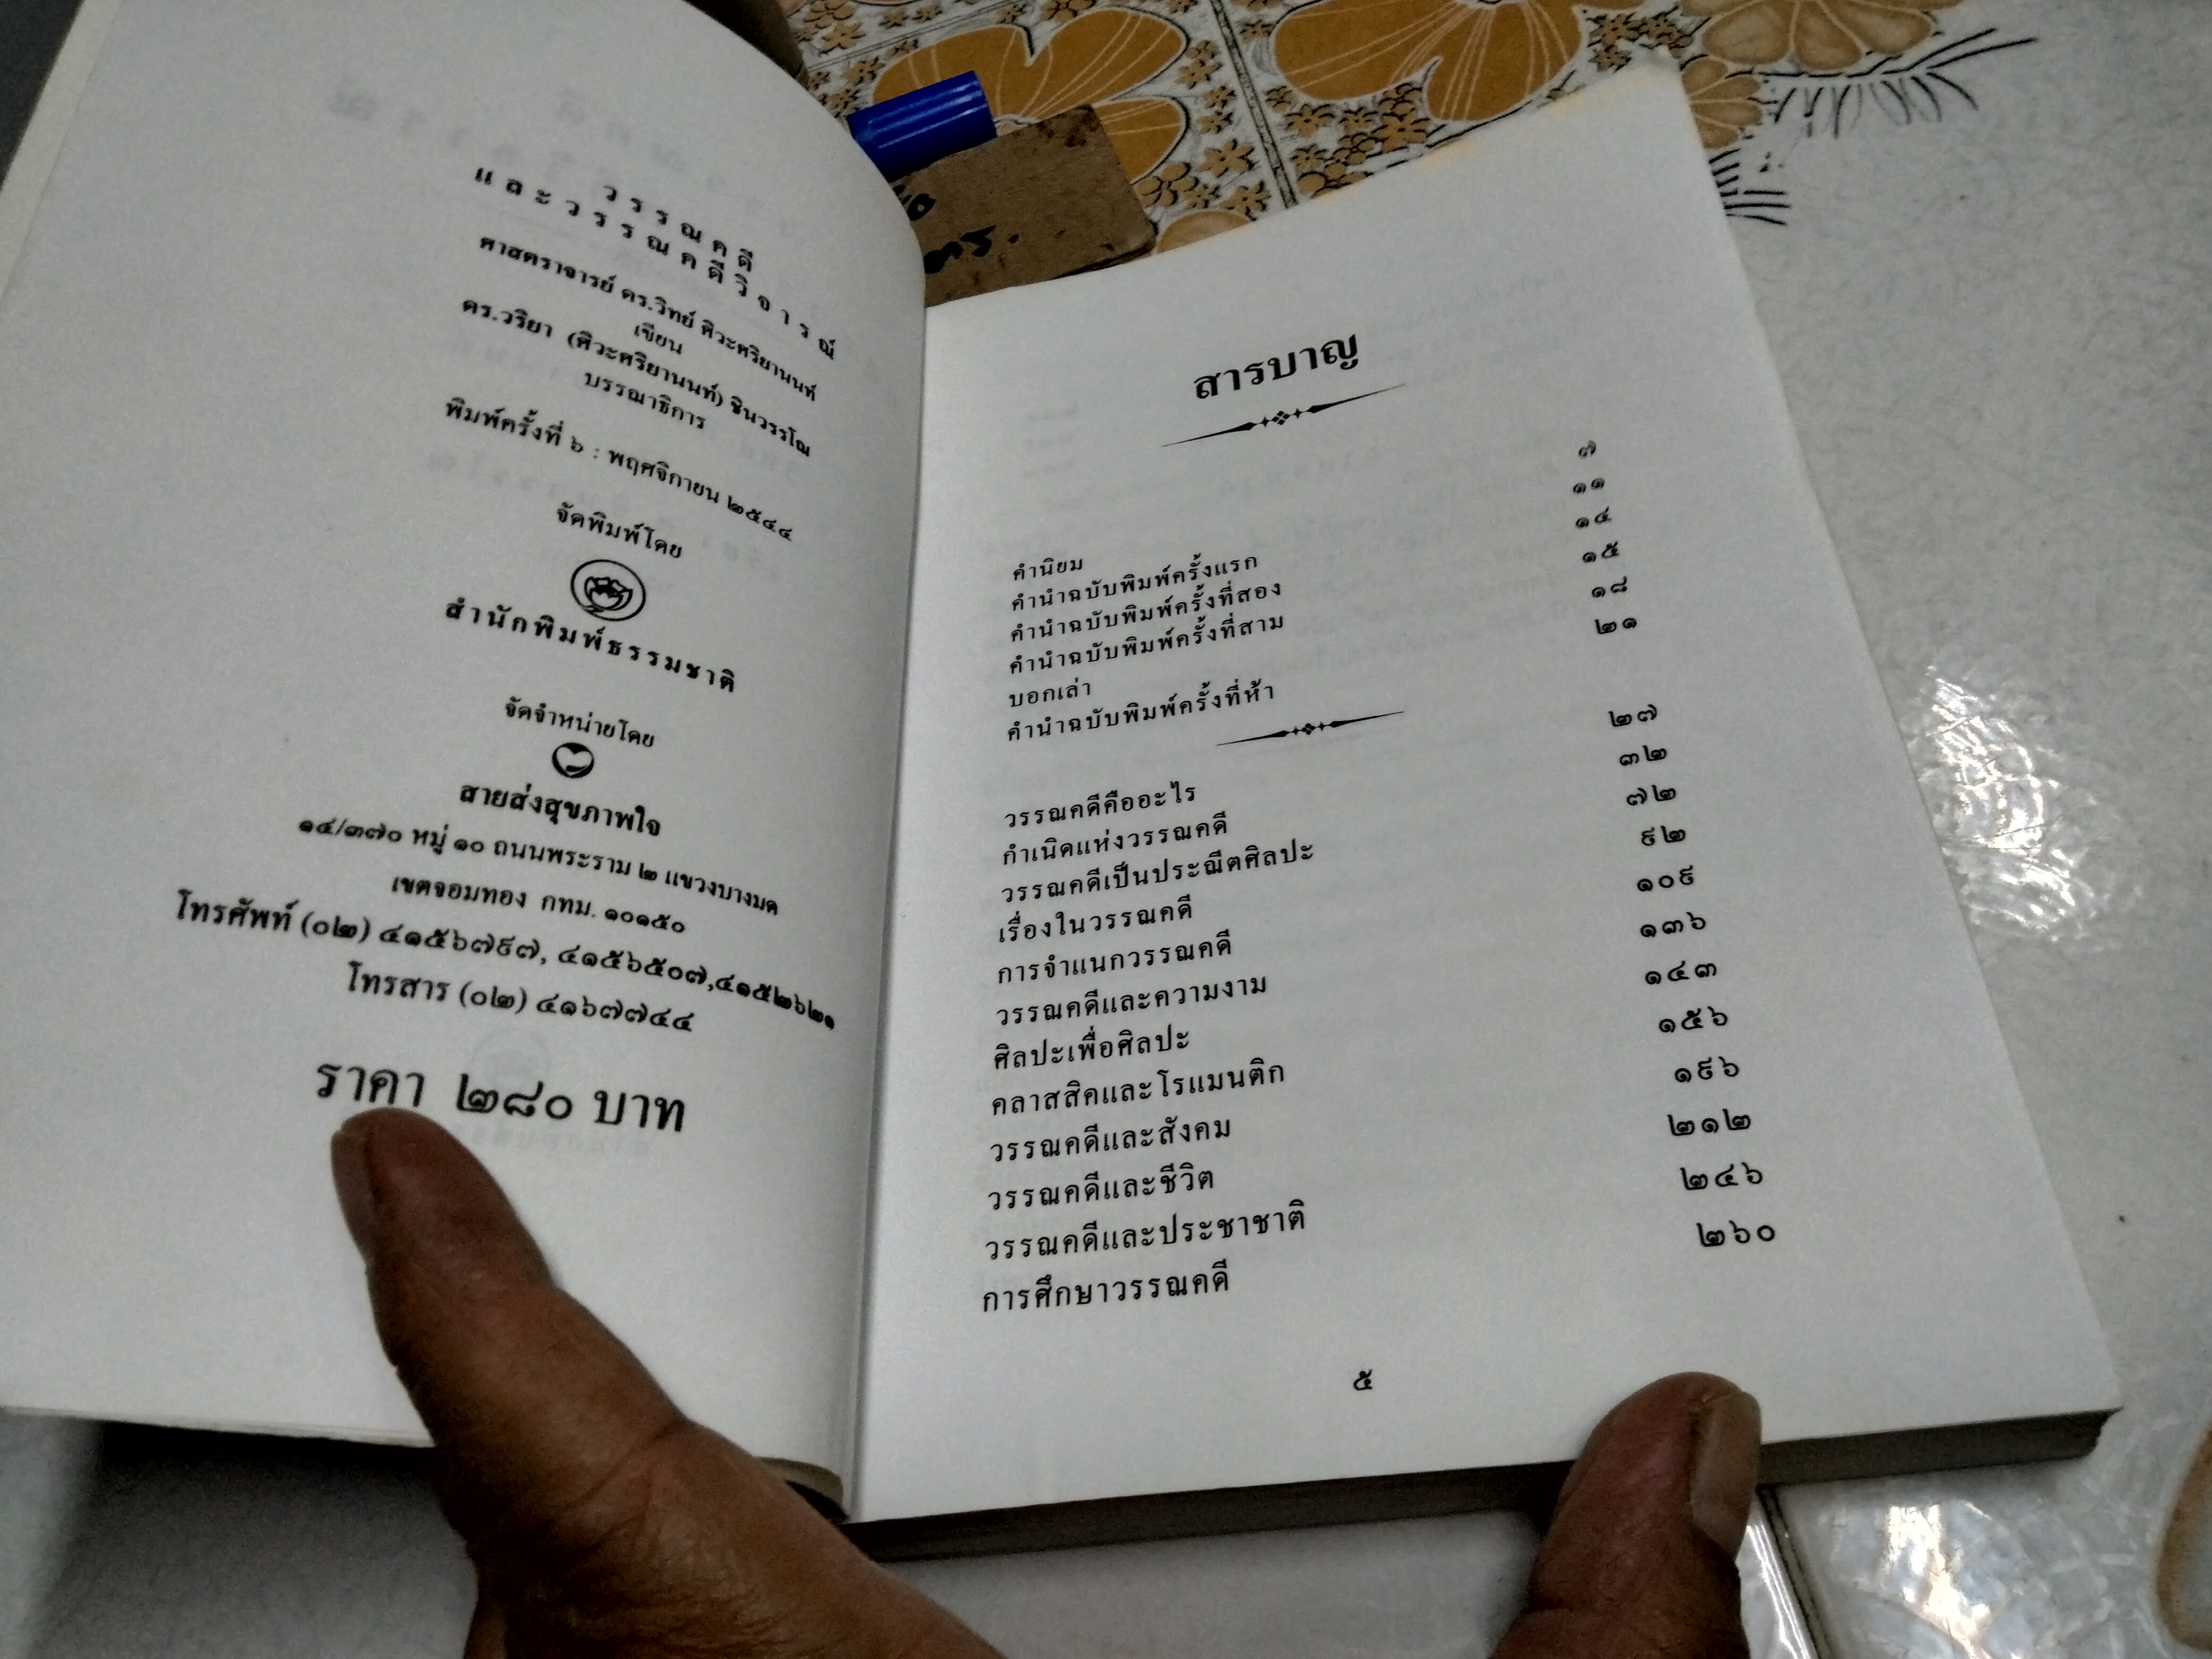 วรรณคดี
และวรรณคดีวิจารณ์
ศาสตราจารย์ ดร.วิทย์ ศิวะศริยานนท์
เขียน
ดร.วริยา (ศิวะศริยานนท์) ชินวรรโณ
บรรณาธิการ
พิมพ์ครั้งที่ ๖ : พฤศจิกายน ๒๕๔๔
จัดพิมพ์โดย
สำนักพิมพ์ธรรมชาติ
จัดจำหน่ายโดย
สายส่งสุขภาพใจ
๑๔/๓๗๐ หมู่ ๑๐ ถนนพระราม ๒ แขวงบางมด
เขตจอมทอง กทม. ๑๐๑๕๐
โทรศัพท์ (๐๒) ๔๑๕๖๗๙๗, ๔๑๕๖๕๐๗,๔๑๕๒๖๒๑
โทรสาร (๐๒) ๔๑๖๗๗๔๔
ราคา ๒๘๐ บาท
สารบาญ
คำนิยม ๗
คำนำฉบับพิมพ์ครั้งแรก ๑๑
คำนำฉบับพิมพ์ครั้งที่สอง ๑๔
คำนำฉบับพิมพ์ครั้งที่สาม ๑๕
บอกเล่า ๑๘
คำนำฉบับพิมพ์ครั้งที่ห้า ๒๑
วรรณคดีคืออะไร ๒๗
กำเนิดแห่งวรรณคดี ๓๒
วรรณคดีเป็นประณีตศิลปะ ๗๒
เรื่องในวรรณคดี ๙๒
การจำแนกวรรณคดี ๑๐๙
วรรณคดีและความงาม ๑๓๖
ศิลปะเพื่อศิลปะ ๑๔๓
คลาสสิคและโรแมนติก ๑๕๖
วรรณคดีและสังคม ๑๙๖
วรรณคดีและชีวิต ๒๑๒
วรรณคดีและประชาชาติ ๒๔๖
การศึกษาวรรณคดี ๒๖๐
๕